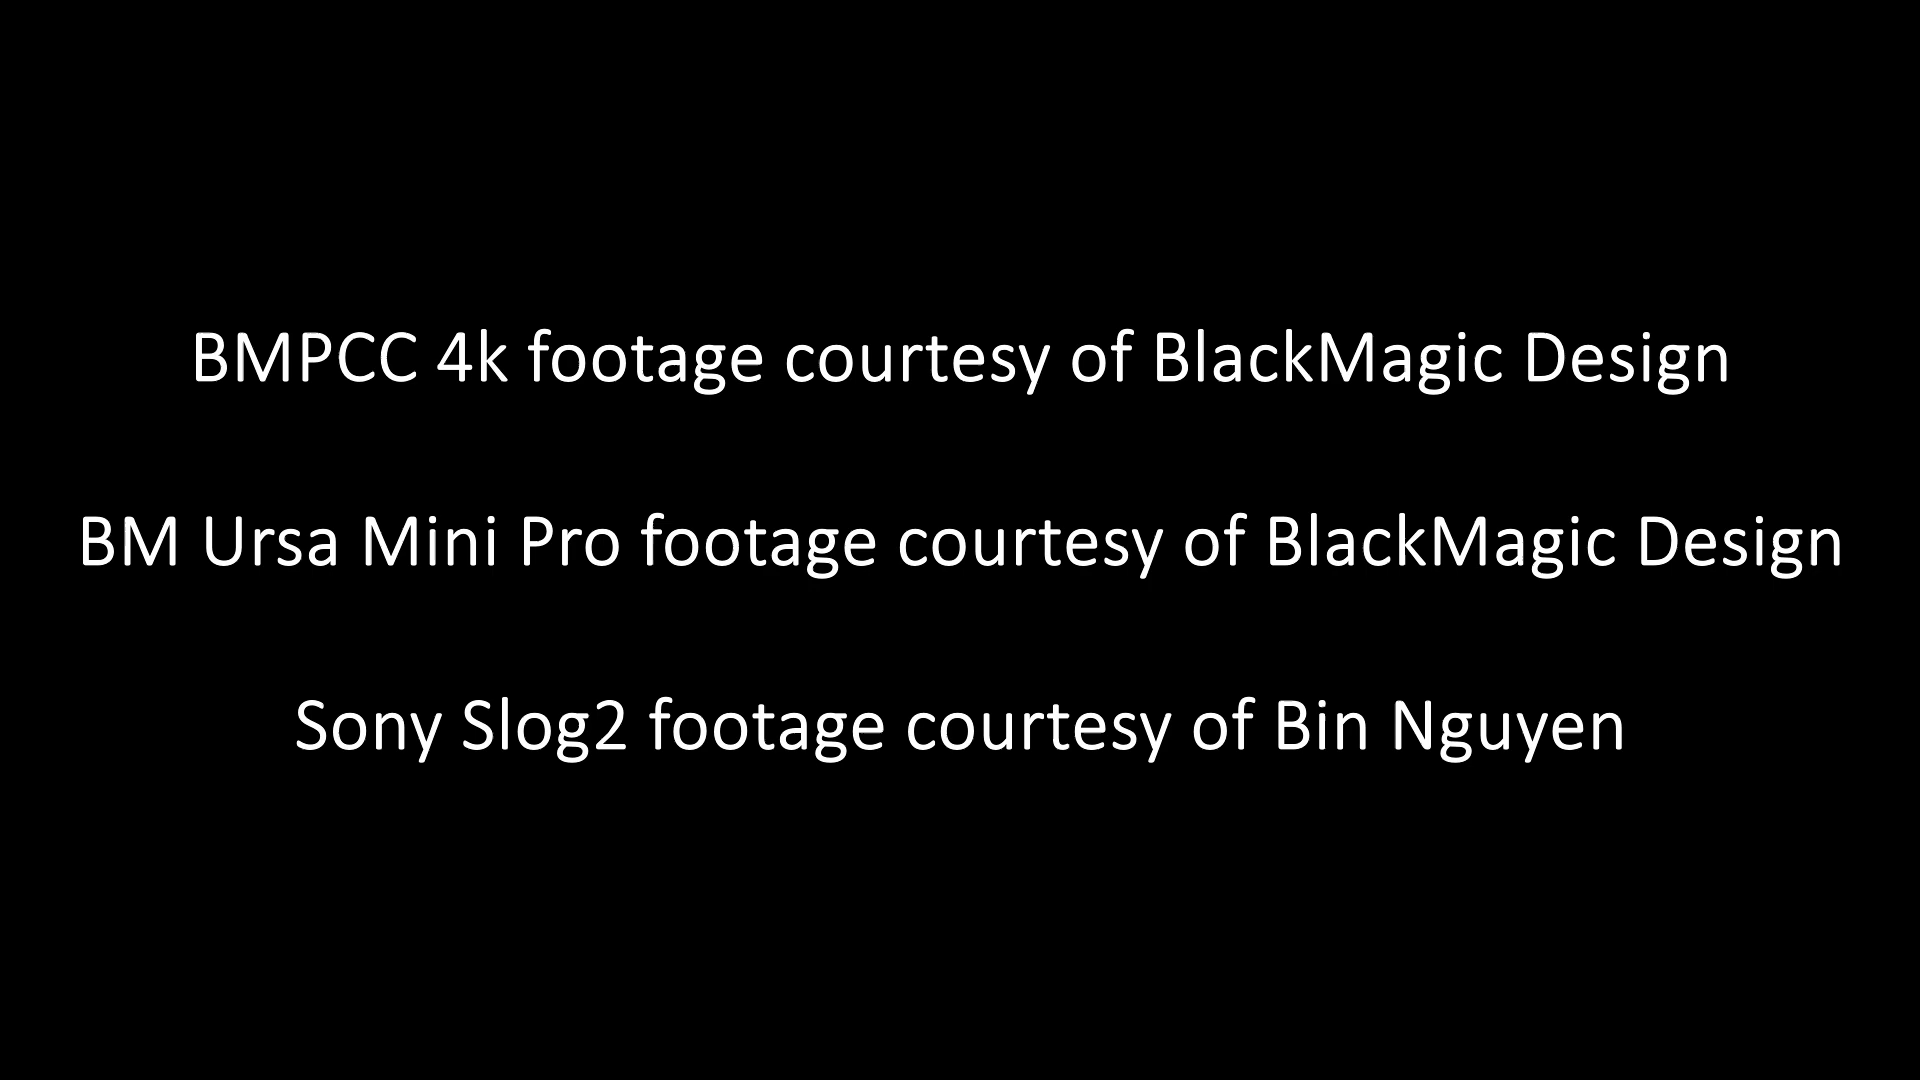 BMPCC 4k footage courtesy of BlackMagic Design
BM Ursa Mini Pro footage courtesy of BlackMagic Design
Sony Slog2 footage courtesy of Bin Nguyen